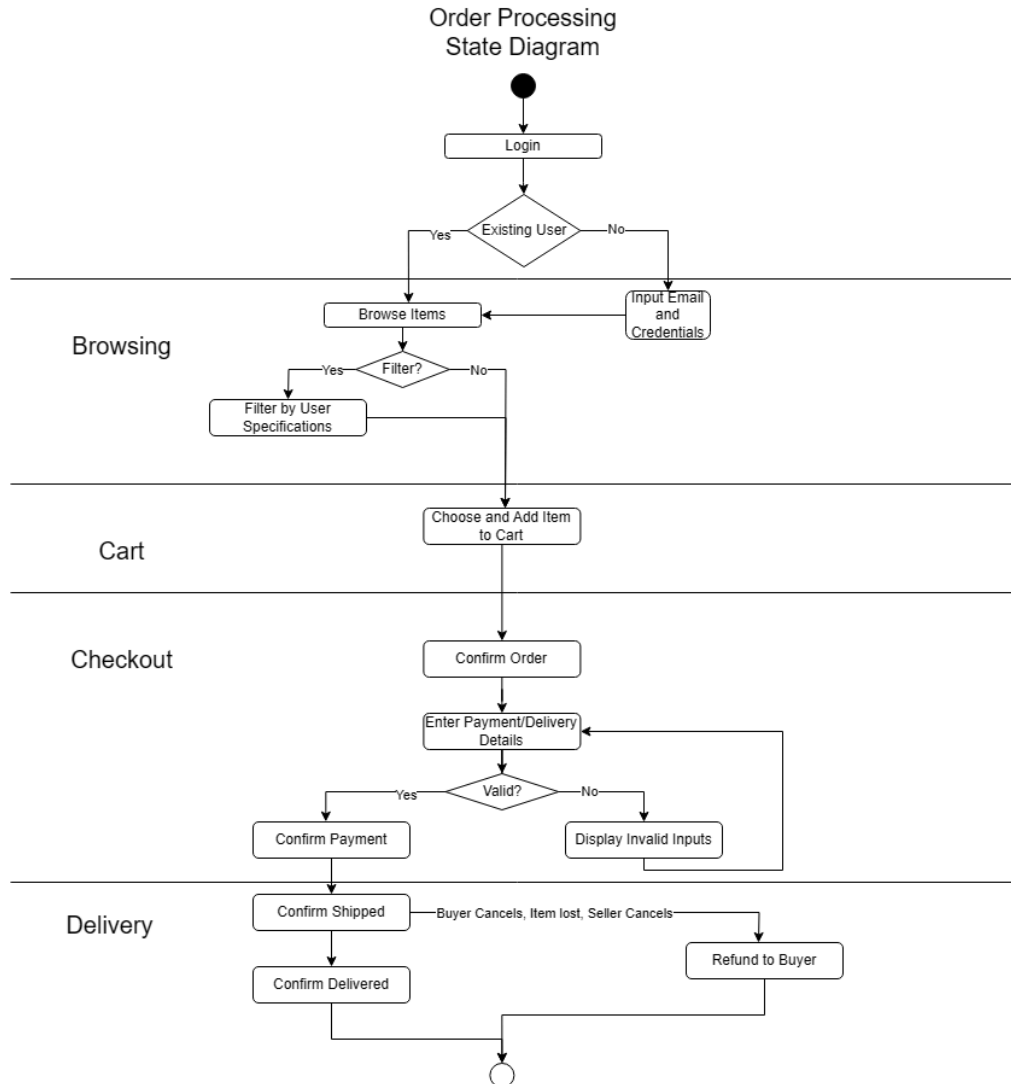 Order Processing
State Diagram
Login
Existing User
Yes
No
Browsing
Browse Items
Input Email
and
Credentials
Filter?
Yes
No
Filter by User
Specifications
Cart
Choose and Add Item
to Cart
Checkout
Confirm Order
Enter Payment/Delivery
Details
Valid?
Yes
No
Confirm Payment
Display Invalid Inputs
Delivery
Confirm Shipped
Buyer Cancels, Item lost, Seller Cancels
Refund to Buyer
Confirm Delivered